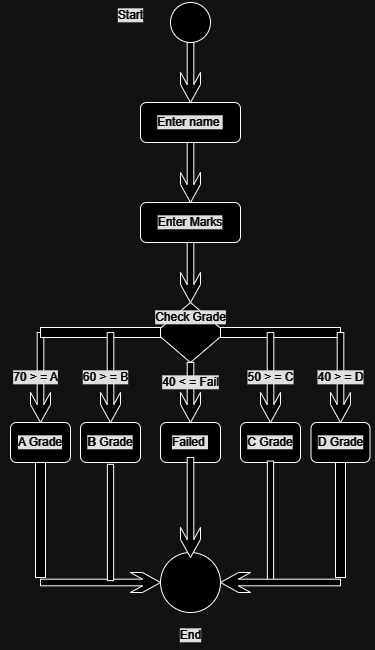 Start
Enter name
Enter Marks
Check Grade
70 > = A
60 > = B
40 < = Fail
50 > = C
40 > = D
A Grade
B Grade
Failed
C Grade
D Grade
End